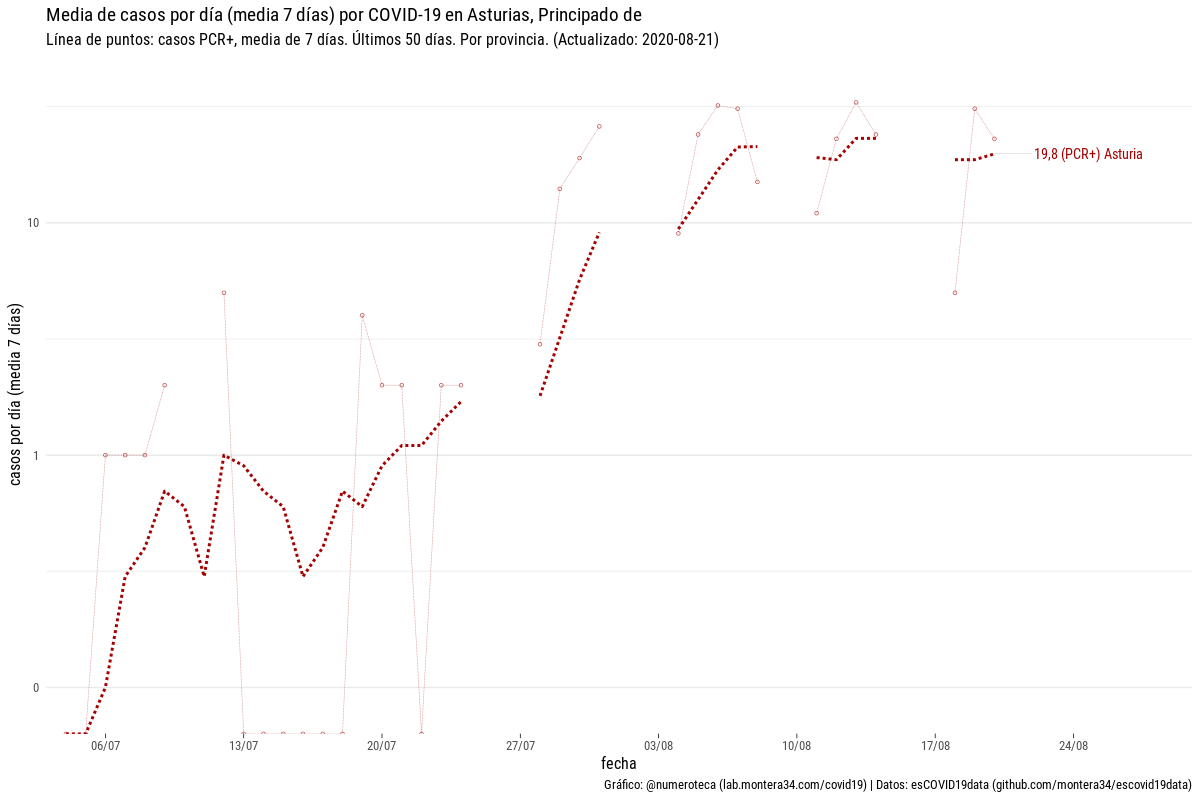 Media de casos por día (media 7 días) por COVID-19 en Asturias, Principado de
Línea de puntos: casos PCR+, media de 7 días. Últimos 50 días. Por provincia. (Actualizado: 2020-08-21)
casos por día (media 7 días)
10
1
0
19,8 (PCR+) Asturia
06/07
13/07
20/07
27/07
03/08
10/08
17/08
24/08
fecha
Gráfico: @numeroteca (lab.montera34.com/covid19) | Datos: esCOVID19data (github.com/montera34/escovid19data)